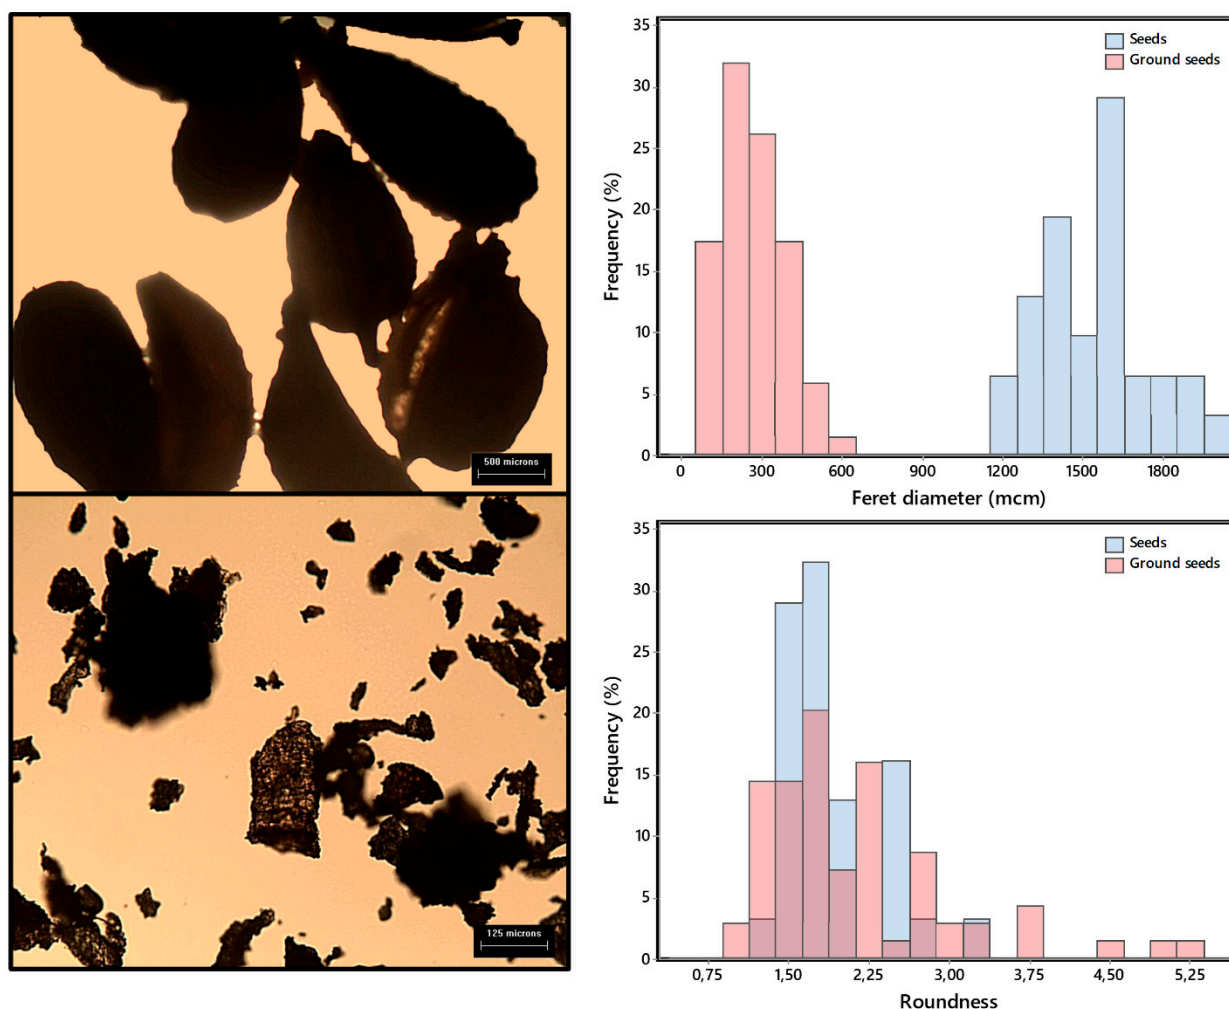 500 microns
125 microns
35
30
25
20
15
10
5
0
Frequency (%)
Seeds
Ground seeds
0 300 600 900 1200 1500 1800
Feret diameter (mcm)
35
30
25
20
15
10
5
0
Frequency (%)
Seeds
Ground seeds
0,75 1,50 2,25 3,00 3,75 4,50 5,25
Roundness